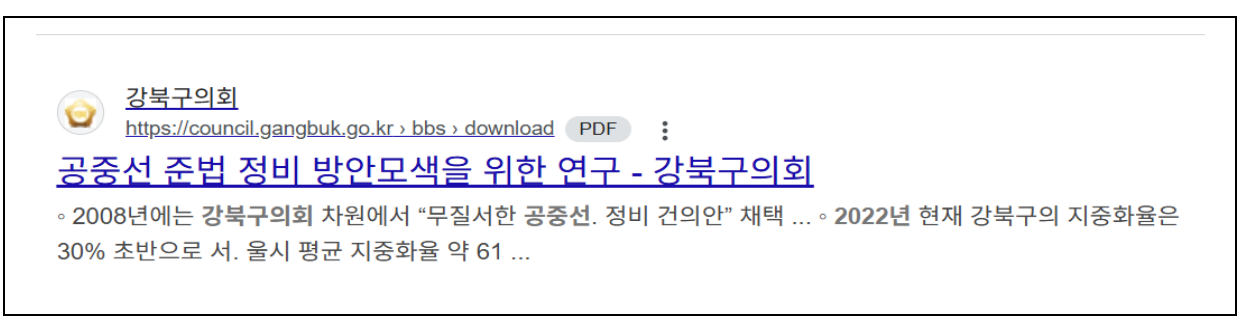 강북구의회
https://council.gangbuk.go.kr › bbs › download PDF
공중선 준법 정비 방안모색을 위한 연구 - 강북구의회
◦ 2008년에는 강북구의회 차원에서 “무질서한 공중선. 정비 건의안” 채택 ... ◦ 2022년 현재 강북구의 지중화율은
30% 초반으로 서. 울시 평균 지중화율 약 61 ...